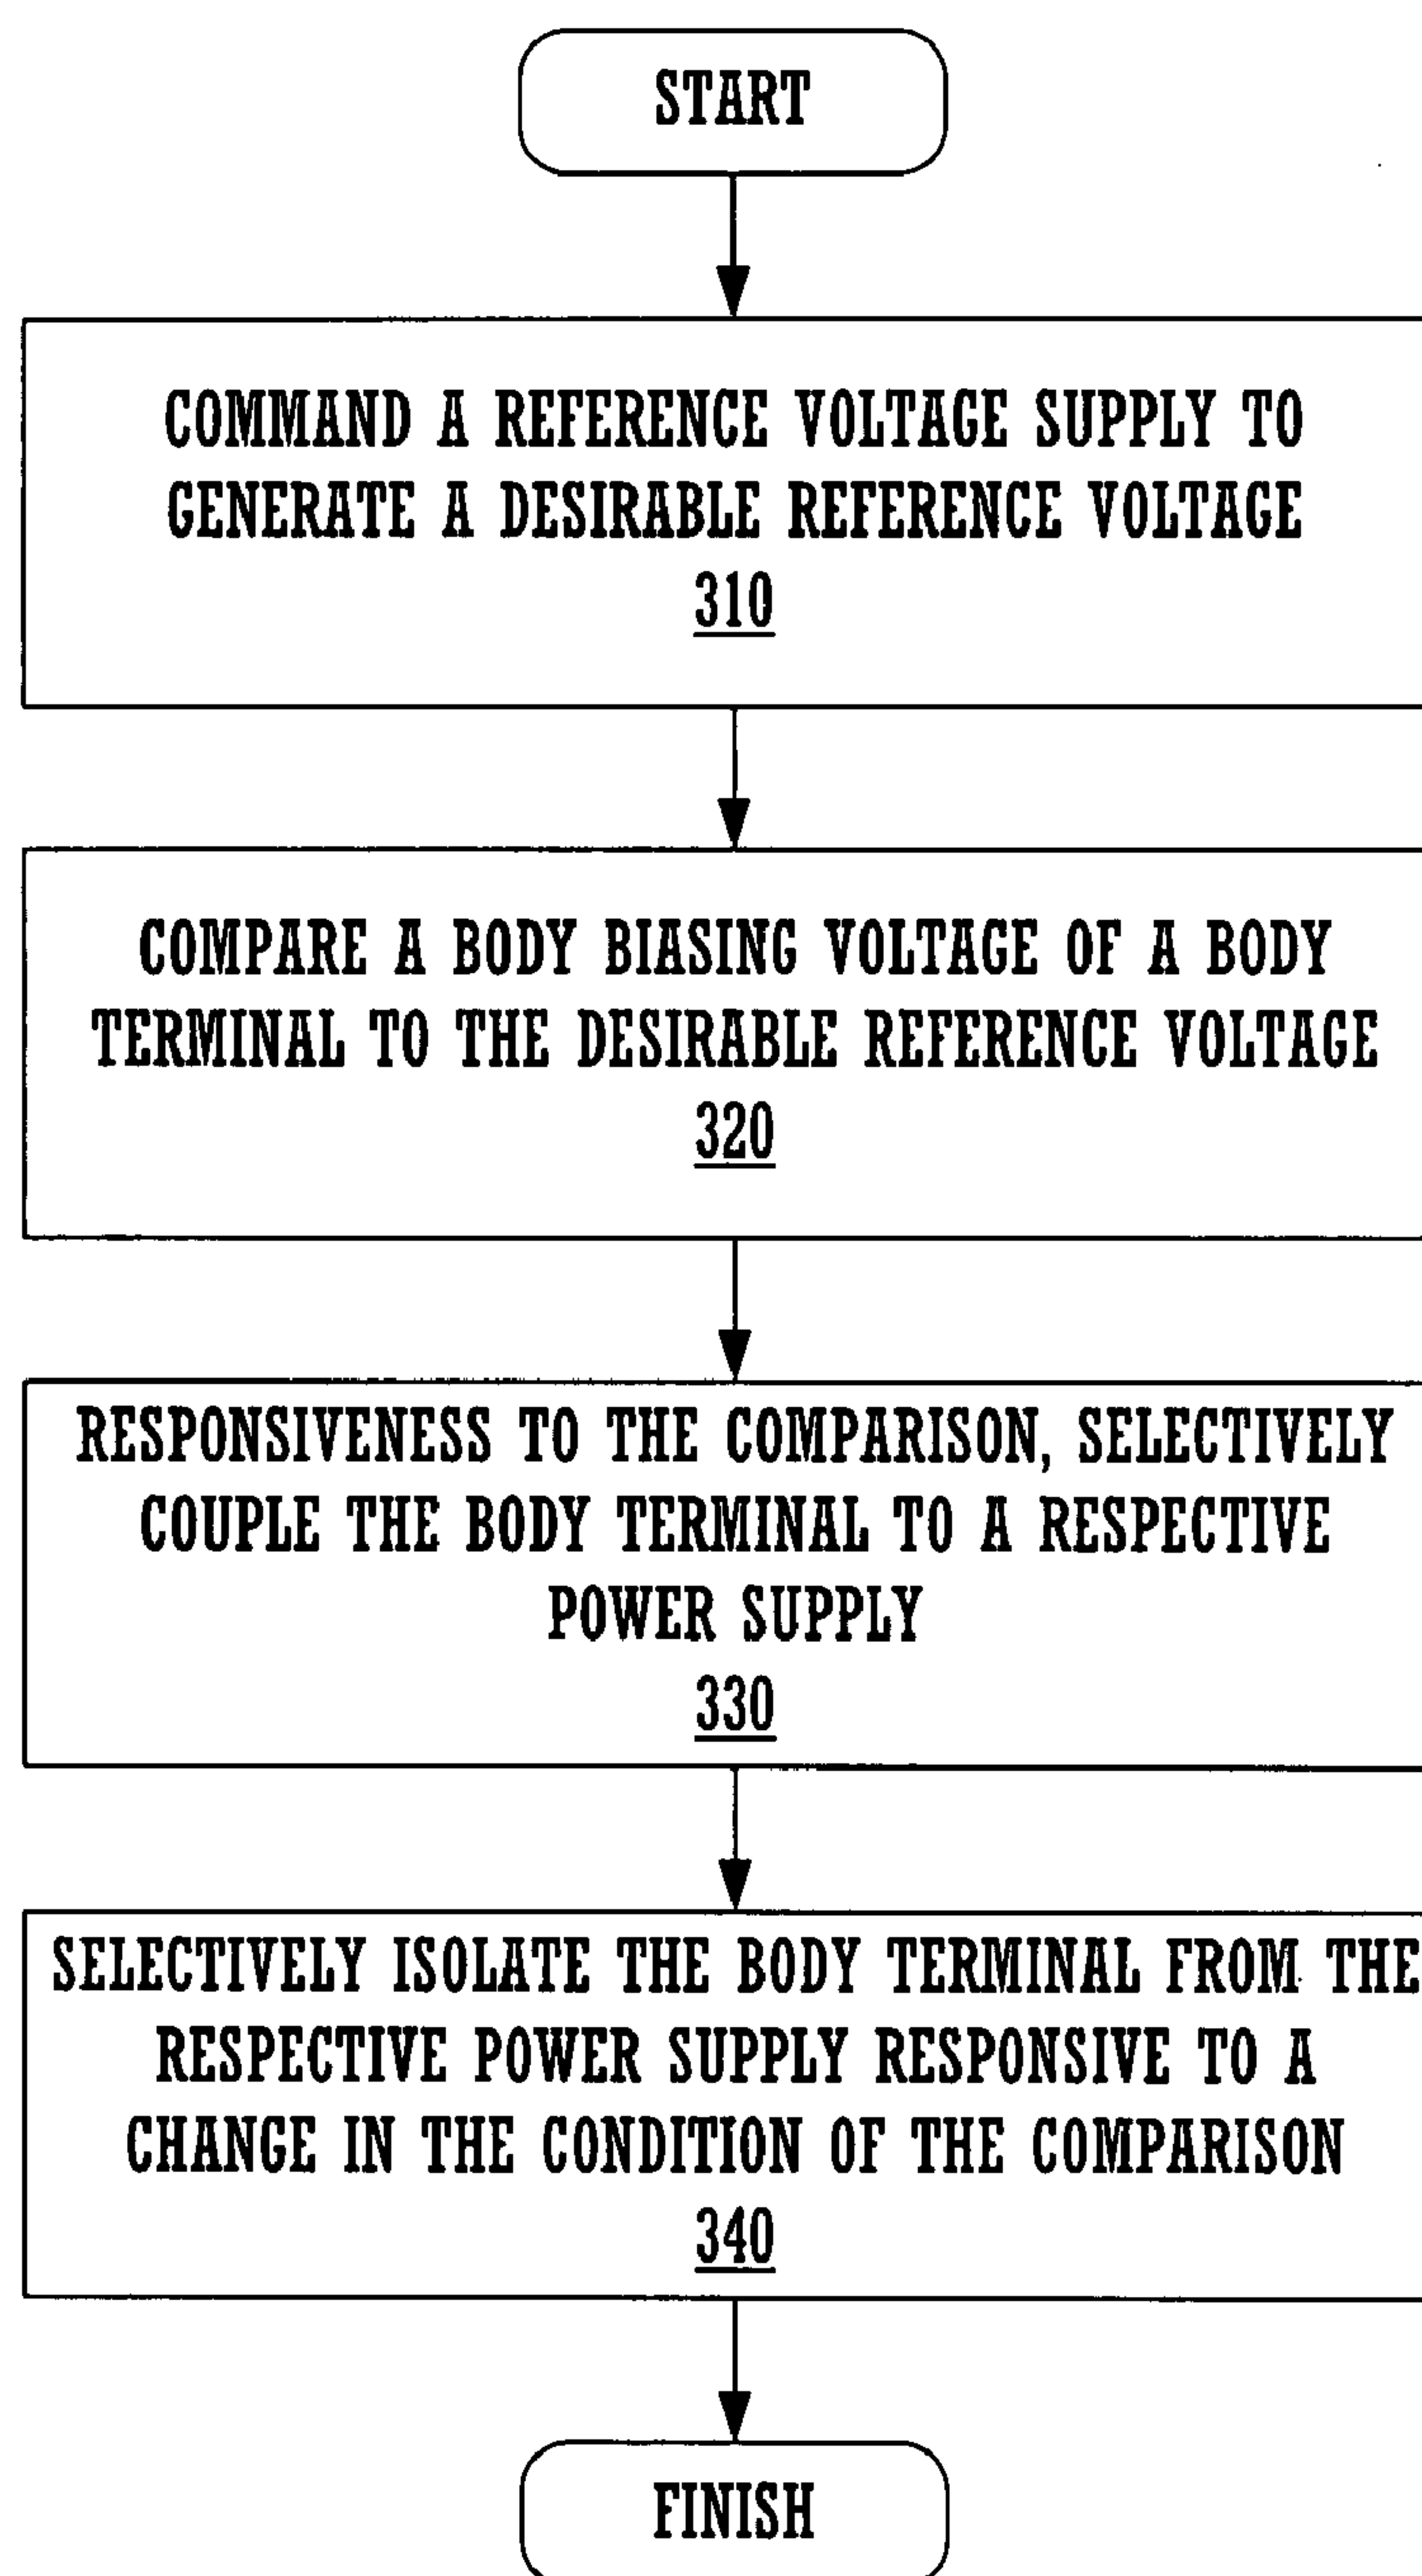 START
COMMAND A REFERENCE VOLTAGE SUPPLY TO
GENERATE A DESIRABLE REFERENCE VOLTAGE
310
COMPARE A BODY BIASING VOLTAGE OF A BODY
TERMINAL TO THE DESIRABLE REFERENCE VOLTAGE
320
RESPONSIVENESS TO THE COMPARISON, SELECTIVELY
COUPLE THE BODY TERMINAL TO A RESPECTIVE
POWER SUPPLY
330
SELECTIVELY ISOLATE THE BODY TERMINAL FROM THE
RESPECTIVE POWER SUPPLY RESPONSIVE TO A
CHANGE IN THE CONDITION OF THE COMPARISON
340
FINISH